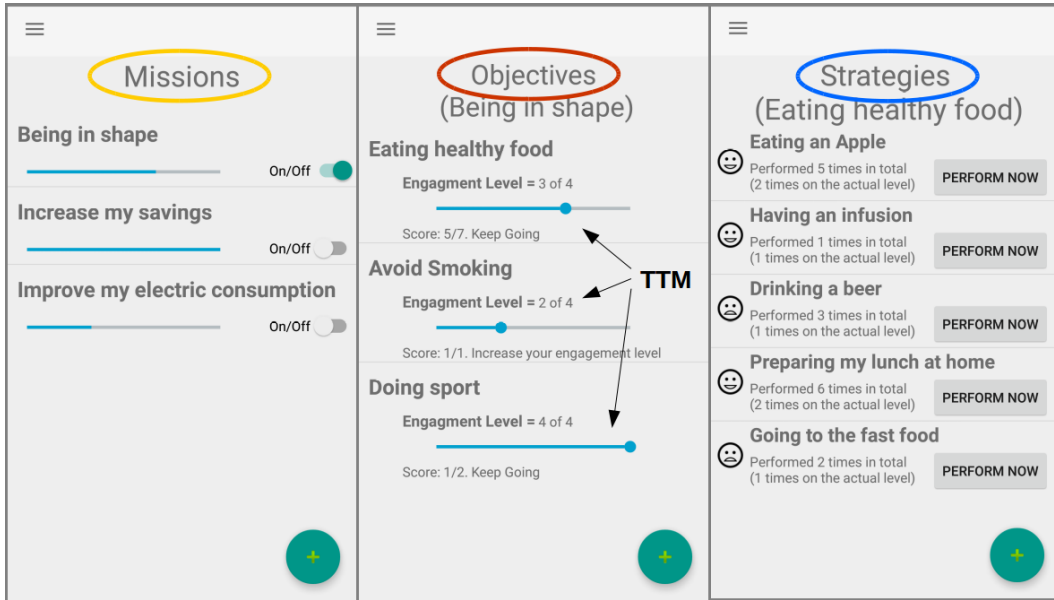 Missions
Being in shape
On/Off
Increase my savings
On/Off
Improve my electric consumption
On/Off
+
Objectives
(Being in shape)
Eating healthy food
Engagment Level = 3 of 4
Score: 5/7. Keep Going
Avoid Smoking
Engagment Level = 2 of 4
Score: 1/1. Increase your engagement level
Doing sport
Engagment Level = 4 of 4
Score: 1/2. Keep Going
TTM
+
Strategies
(Eating healthy food)
Eating an Apple
Performed 5 times in total
(2 times on the actual level)
PERFORM NOW
Having an infusion
Performed 1 times in total
(1 times on the actual level)
PERFORM NOW
Drinking a beer
Performed 3 times in total
(1 times on the actual level)
PERFORM NOW
Preparing my lunch at home
Performed 6 times in total
(2 times on the actual level)
PERFORM NOW
Going to the fast food
Performed 2 times in total
(1 times on the actual level)
PERFORM NOW
+